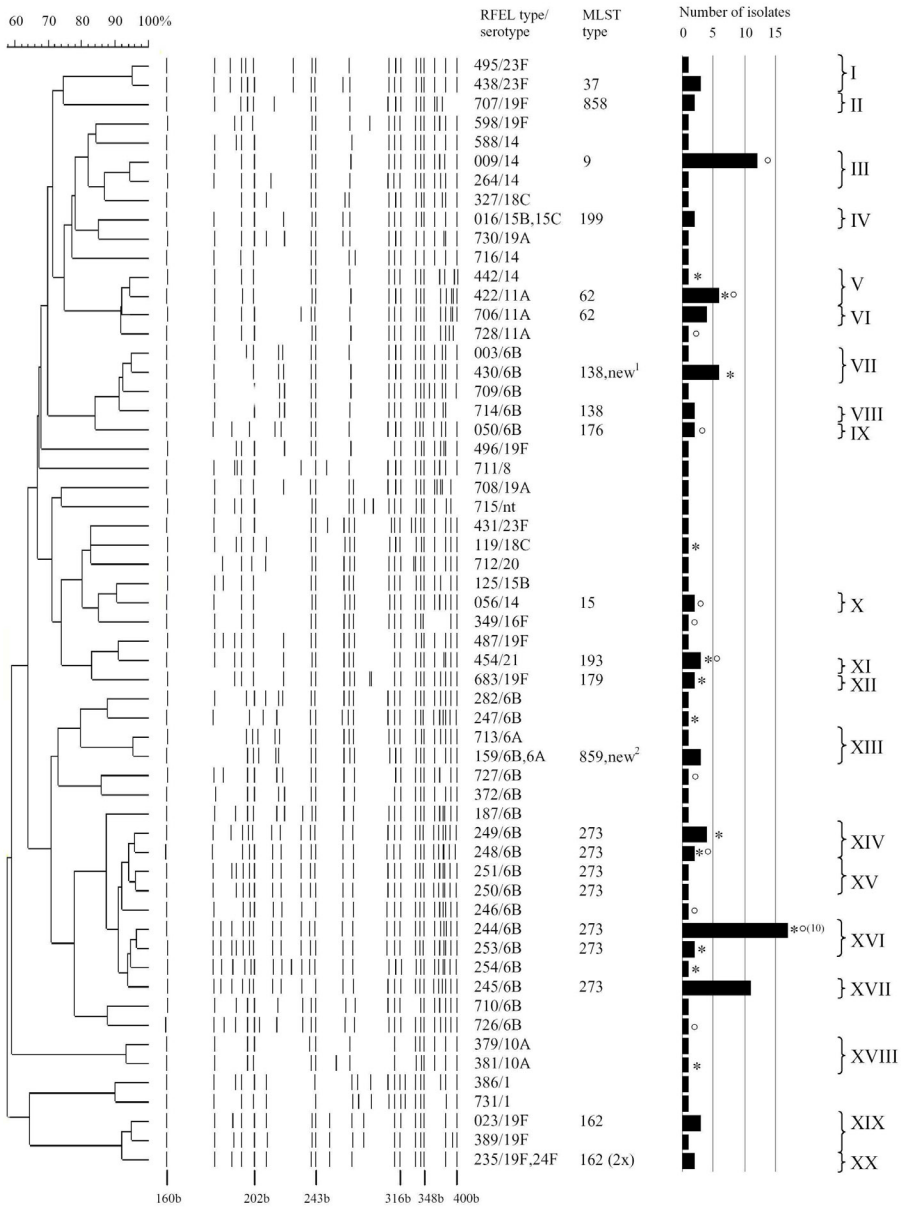 60 70 80 90 100%
RFEL type/ serotype
MLST type
Number of isolates
0 5 10 15
495/23F
438/23F 37
I
707/19F 858 II
598/19F
588/14
009/14 9 ○
264/14
III
327/18C
016/15B,15C 199 IV
730/19A
716/14
442/14 *
422/11A 62 *○
V
706/11A 62 VI
728/11A ○
003/6B
430/6B 138,new1 *
VII
709/6B
714/6B 138 VIII
050/6B 176 ○ IX
496/19F
711/8
708/19A
715/nt
431/23F
119/18C *
712/20
125/15B
056/14 15 ○ X
349/16F ○
487/19F
454/21 193 *○ XI
683/19F 179 * XII
282/6B
247/6B *
713/6A
159/6B,6A 859,new2
XIII
727/6B ○
372/6B
187/6B
249/6B 273 *
248/6B 273 *○
XIV
251/6B 273
250/6B 273
XV
246/6B ○
244/6B 273 *○(10)
253/6B 273 *
XVI
254/6B *
245/6B 273 XVII
710/6B
726/6B ○
379/10A
381/10A *
XVIII
386/1
731/1
023/19F 162
389/19F
XIX
235/19F,24F 162 (2x) XX
160b 202b 243b 316b 348b 400b